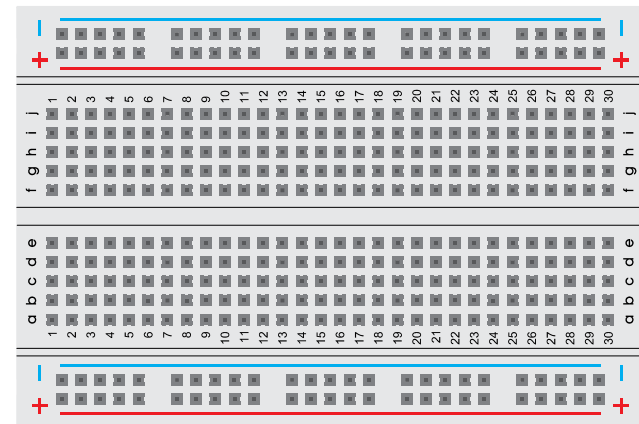 − −
+ +
1 2 3 4 5 6 7 8 9 10 11 12 13 14 15 16 17 18 19 20 21 22 23 24 25 26 27 28 29 30
j j
i i
h h
g g
f f
e e
d d
c c
b b
a a
1 2 3 4 5 6 7 8 9 10 11 12 13 14 15 16 17 18 19 20 21 22 23 24 25 26 27 28 29 30
− −
+ +